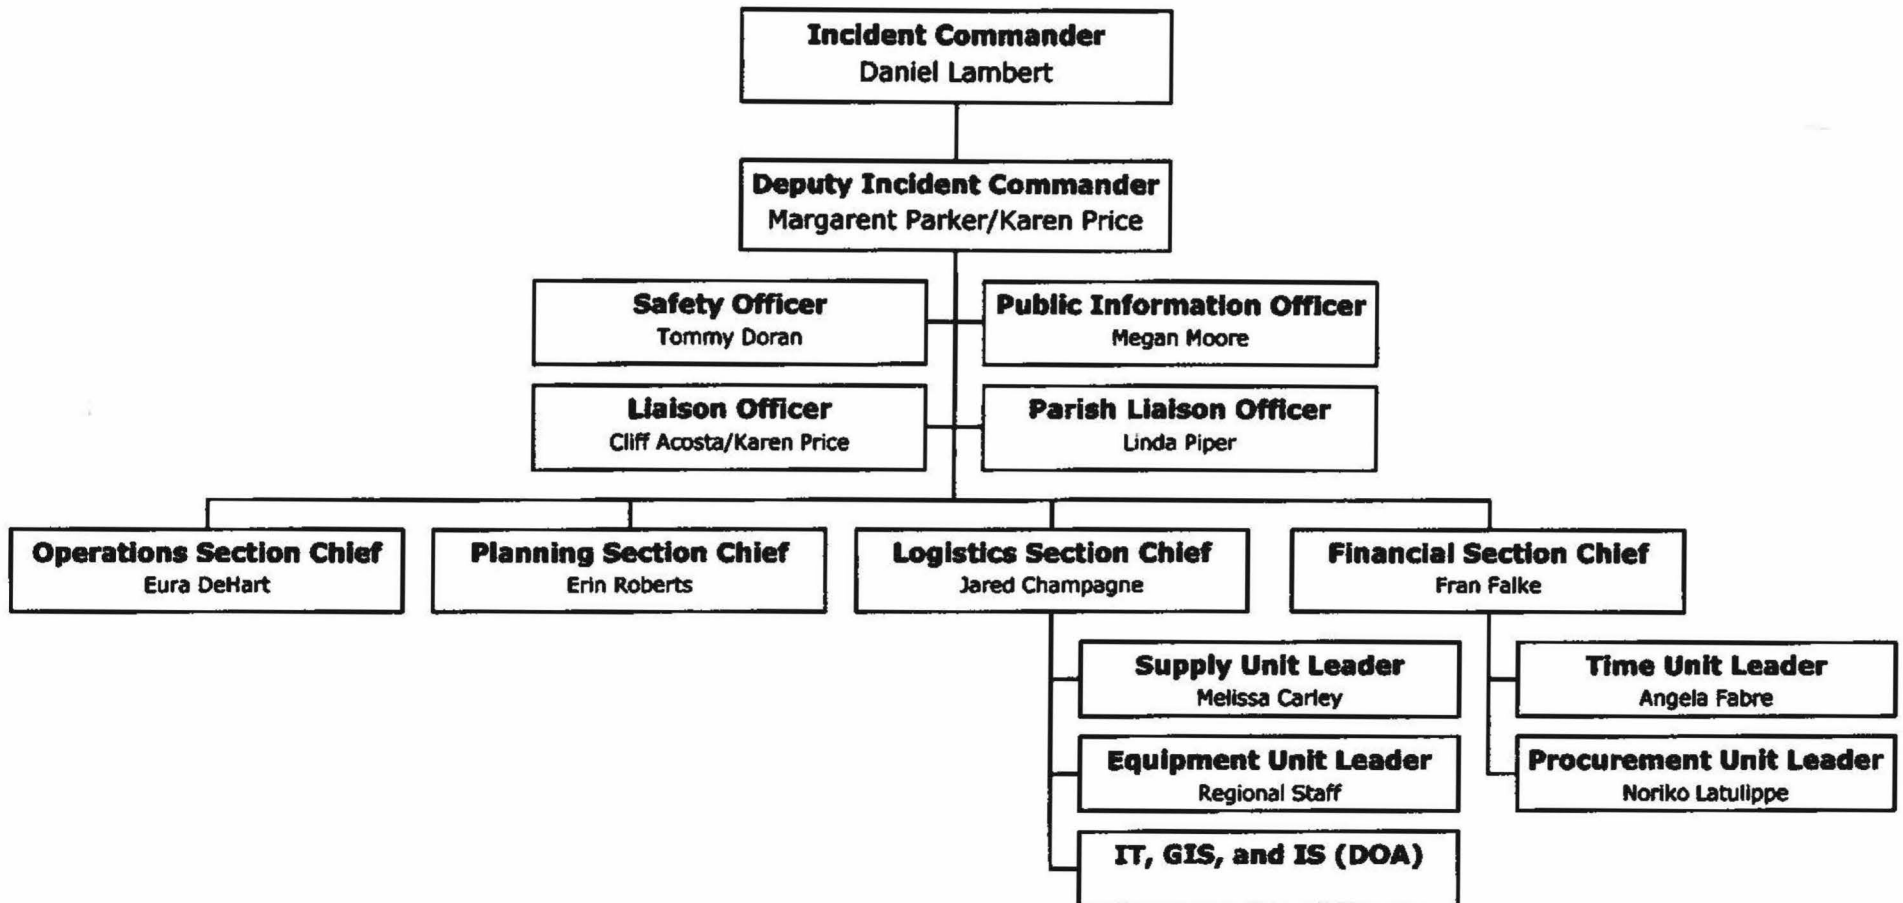 Incident Commander
Daniel Lambert
Deputy Incident Commander
Margarent Parker/Karen Price
Safety Officer
Tommy Doran
Public Information Officer
Megan Moore
Liaison Officer
Cliff Acosta/Karen Price
Parish Liaison Officer
Linda Piper
Operations Section Chief
Eura DeHart
Planning Section Chief
Erin Roberts
Logistics Section Chief
Jared Champagne
Financial Section Chief
Fran Falke
Supply Unit Leader
Melissa Carley
Time Unit Leader
Angela Fabre
Equipment Unit Leader
Regional Staff
Procurement Unit Leader
Noriko Latulippe
IT, GIS, and IS (DOA)